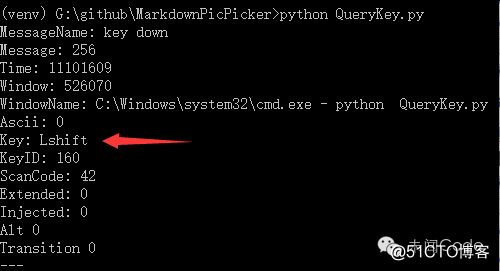 (venv) G:\github\MarkdownPicPicker>python QueryKey.py
MessageName: key down
Message: 256
Time: 11101609
Window: 526070
WindowName: C:\Windows\system32\cmd.exe - python  QueryKey.py
Ascii: 0
Key: Lshift
KeyID: 160
ScanCode: 42
Extended: 0
Injected: 0
Alt 0
Transition 0
---
Code
@51CTO博客